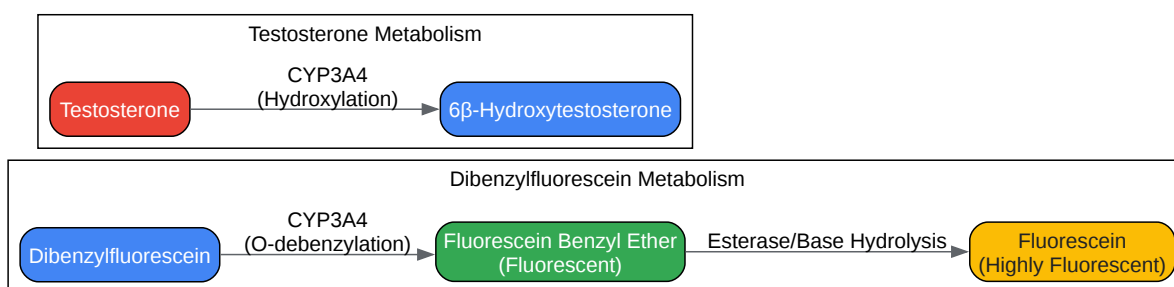 Testosterone Metabolism
CYP3A4
(Hydroxylation)
Testosterone
6β-Hydroxytestosterone
Dibenzylfluorescein Metabolism
CYP3A4
(O-debenzylation)
Dibenzylfluorescein
Fluorescein Benzyl Ether
(Fluorescent)
Esterase/Base Hydrolysis
Fluorescein
(Highly Fluorescent)